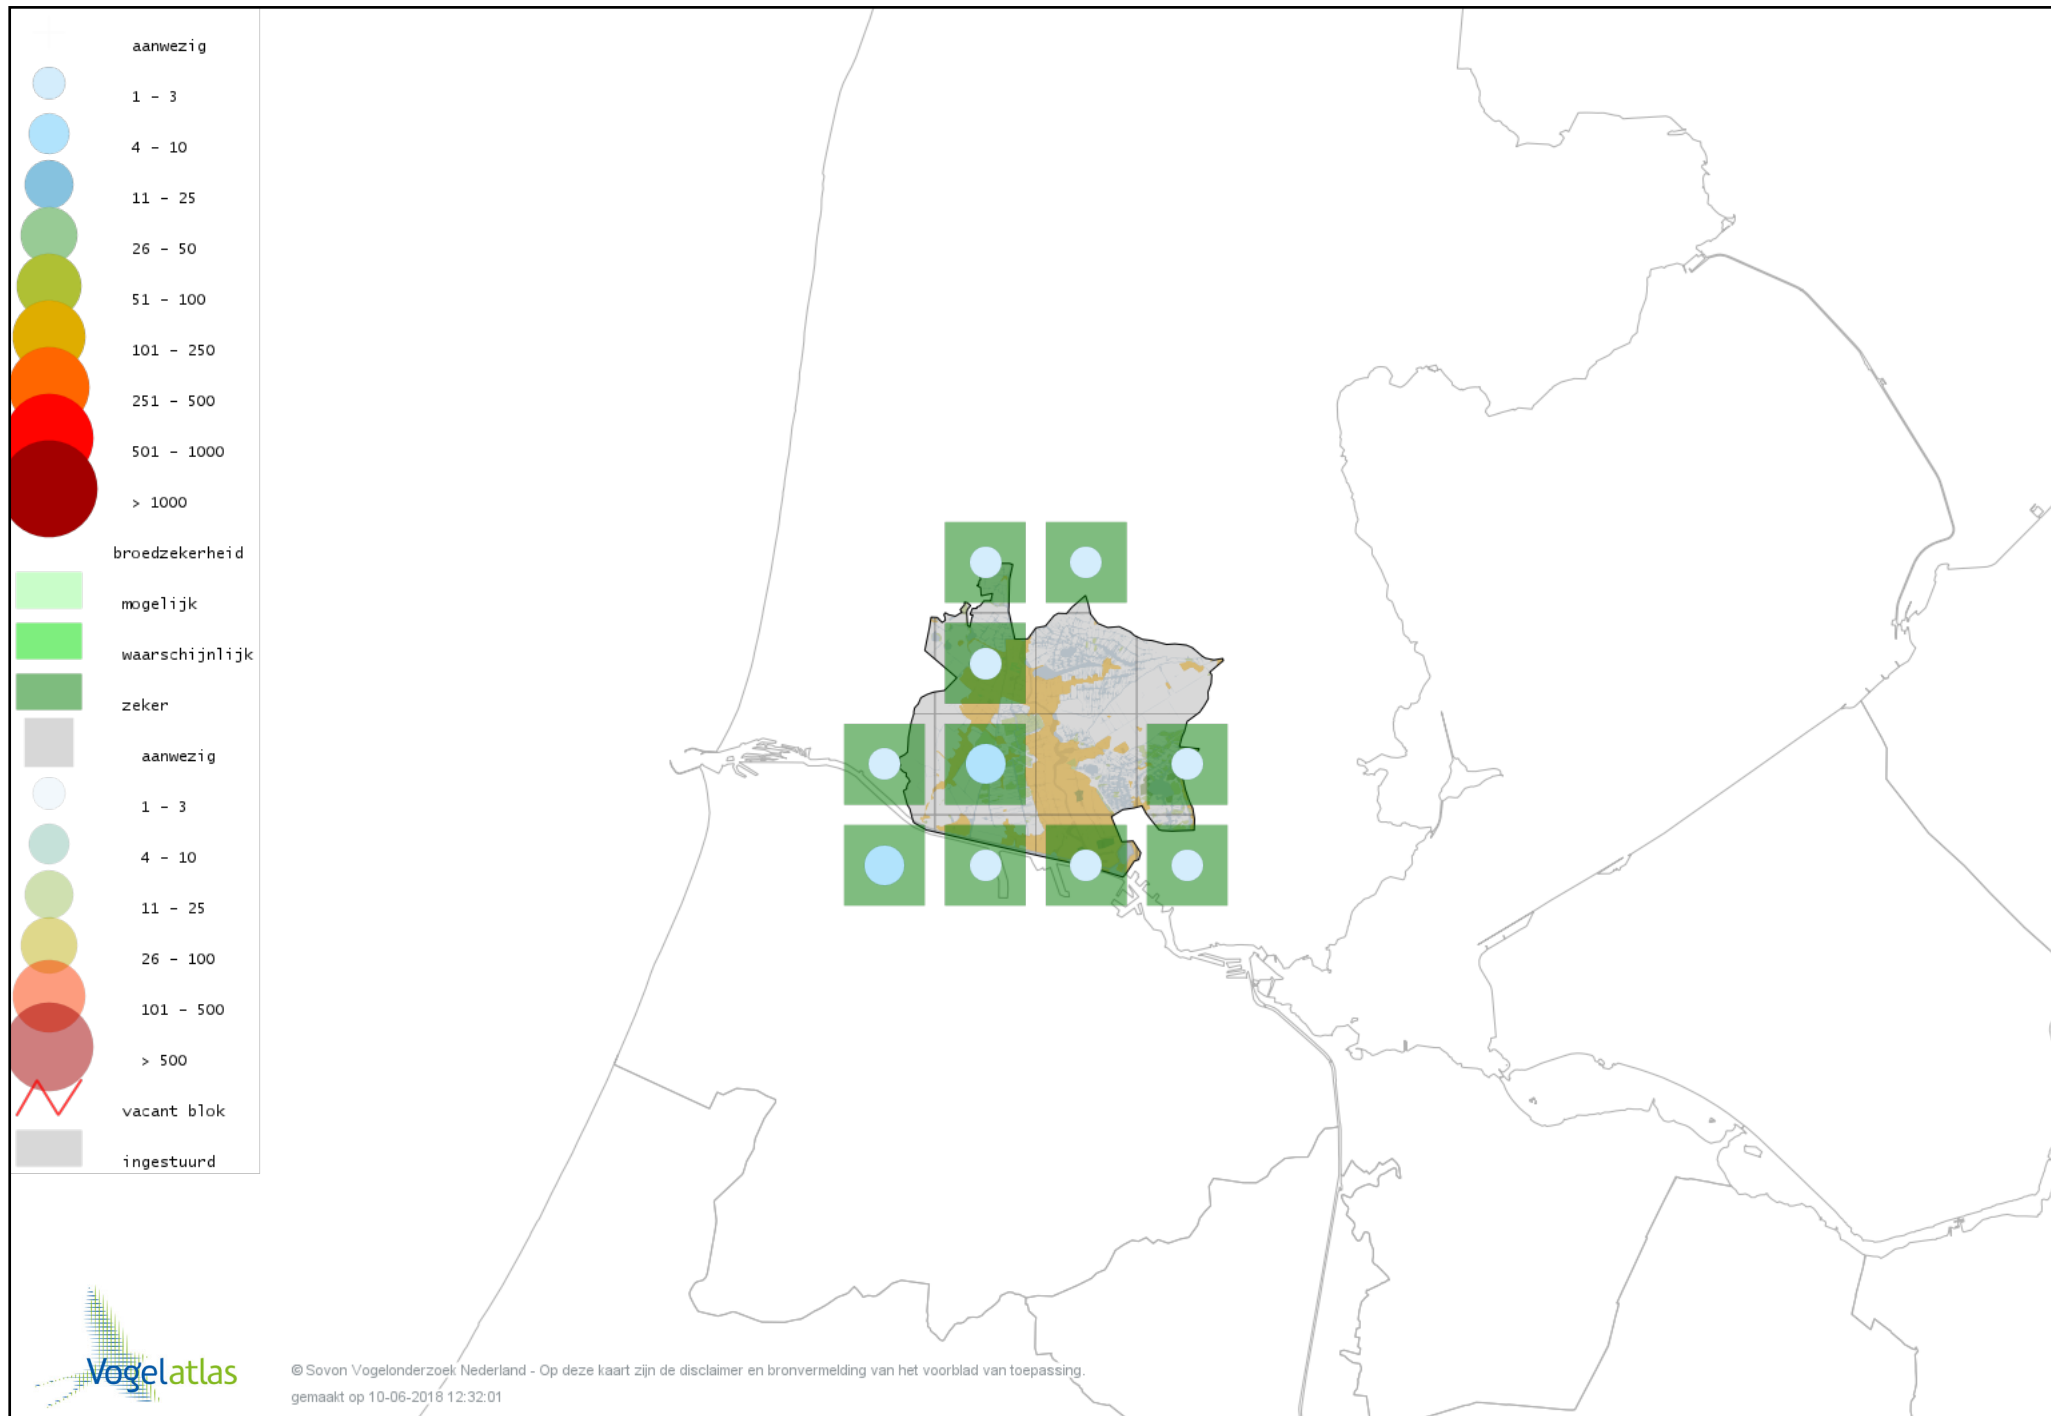 aanwezig
1 - 3
4 - 10
11 - 25
26 - 50
51 - 100
101 - 250
251 - 500
501 - 1000
> 1000
broedzekerheid
mogelijk
waarschijnlijk
zeker
aanwezig
1 - 3
4 - 10
11 - 25
26 - 100
101 - 500
> 500
vacant blok
ingestuurd
Vogelatlas
© Sovon Vogelonderzoek Nederland - Op deze kaart zijn de disclaimer en bronvermelding van het voorblad van toepassing.
gemaakt op 10-06-2018 12:32:01